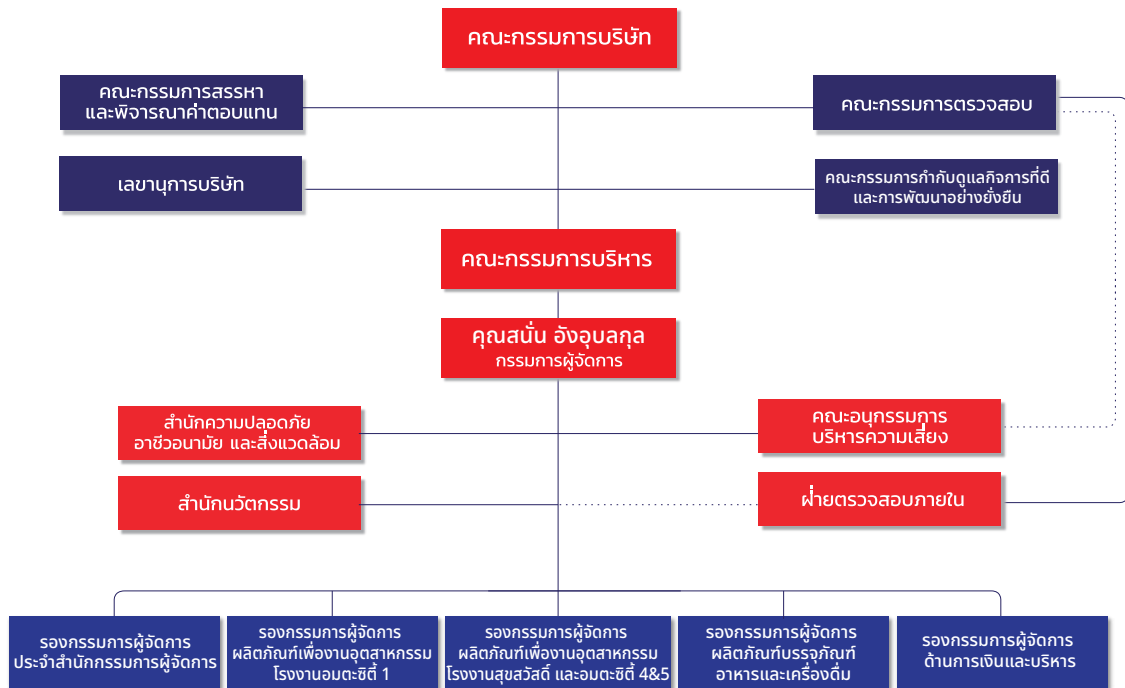 คณะกรรมการบริษัท
คณะกรรมการสรรหา
และพิจารณาค่าตอบแทน
คณะกรรมการตรวจสอบ
เลขานุการบริษัท
คณะกรรมการกำกับดูแลกิจการที่ดี
และการพัฒนาอย่างยั่งยืน
คณะกรรมการบริหาร
คุณสนั่น อังอุบลกุล
กรรมการผู้จัดการ
สำนักความปลอดภัย
อาชีวอนามัย และสิ่งแวดล้อม
คณะอนุกรรมการ
บริหารความเสี่ยง
สำนักนวัตกรรม
ฝ่ายตรวจสอบภายใน
รองกรรมการผู้จัดการ
ประจำสำนักกรรมการผู้จัดการ
รองกรรมการผู้จัดการ
ผลิตภัณฑ์เพื่องานอุตสาหกรรม
โรงงานอมตะซิตี้ 1
รองกรรมการผู้จัดการ
ผลิตภัณฑ์เพื่องานอุตสาหกรรม
โรงงานสุขสวัสดิ์ และอมตะซิตี้ 4&5
รองกรรมการผู้จัดการ
ผลิตภัณฑ์บรรจุภัณฑ์
อาหารและเครื่องดื่ม
รองกรรมการผู้จัดการ
ด้านการเงินและบริหาร